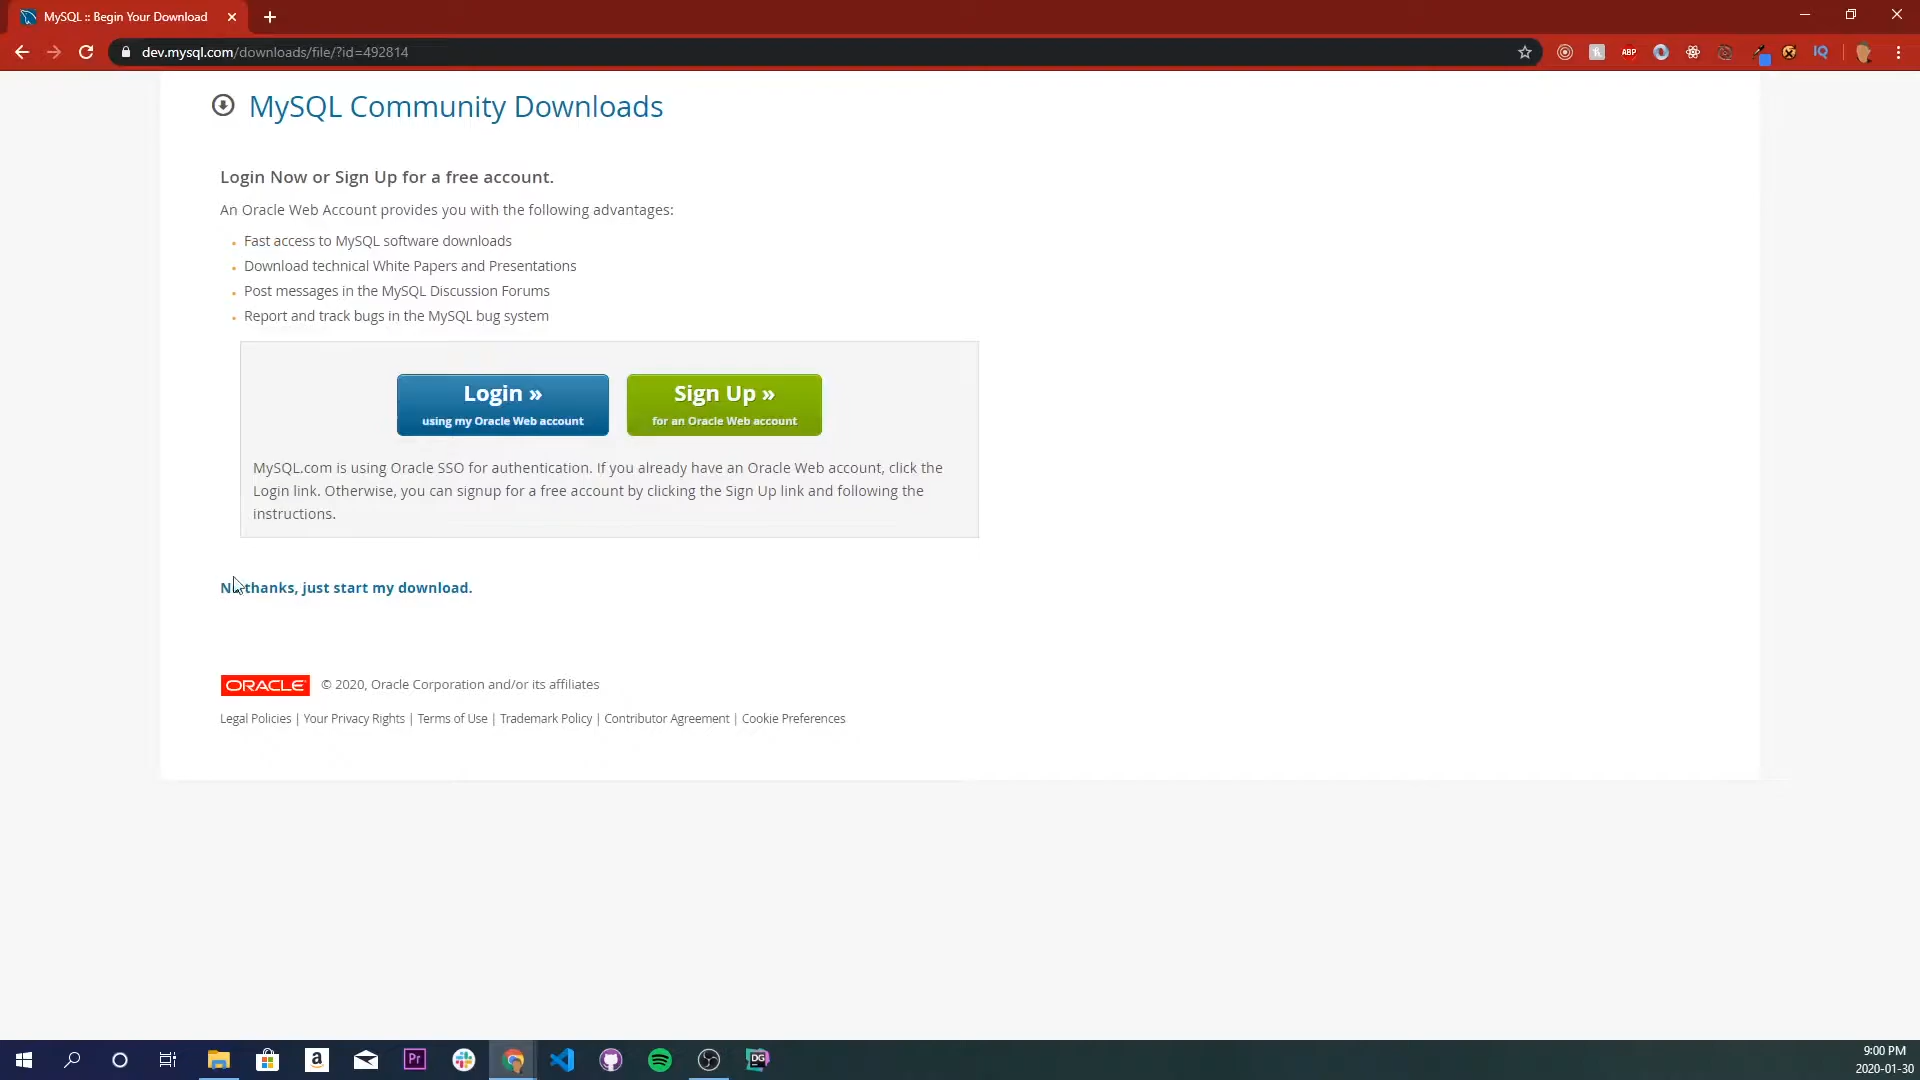 MySQL :: Begin Your Download
dev.mysql.com/downloads/file/?id=492814
ABP
IQ
MySQL Community Downloads
Login Now or Sign Up for a free account.
An Oracle Web Account provides you with the following advantages:
Fast access to MySQL software downloads
Download technical White Papers and Presentations
Post messages in the MySQL Discussion Forums
Report and track bugs in the MySQL bug system
Login »
using my Oracle Web account
Sign Up »
for an Oracle Web account
MySQL.com is using Oracle SSO for authentication. If you already have an Oracle Web account, click the
Login link. Otherwise, you can signup for a free account by clicking the Sign Up link and following the
instructions.
No thanks, just start my download.
ORACLE © 2020, Oracle Corporation and/or its affiliates
Legal Policies | Your Privacy Rights | Terms of Use | Trademark Policy | Contributor Agreement | Cookie Preferences
a
Pr
DG
9:00 PM
2020-01-30